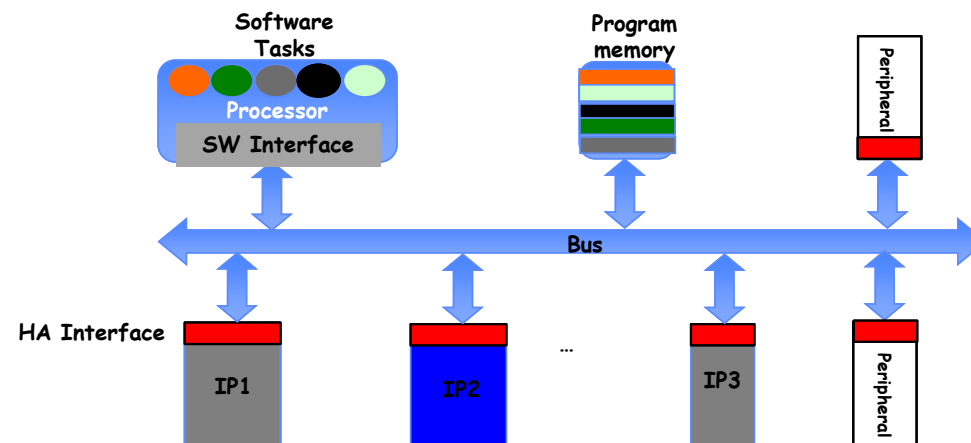 Software
Tasks
Program
memory
Peripheral
Processor
SW Interface
Bus
HA Interface
IP1
IP2
...
IP3
Peripheral